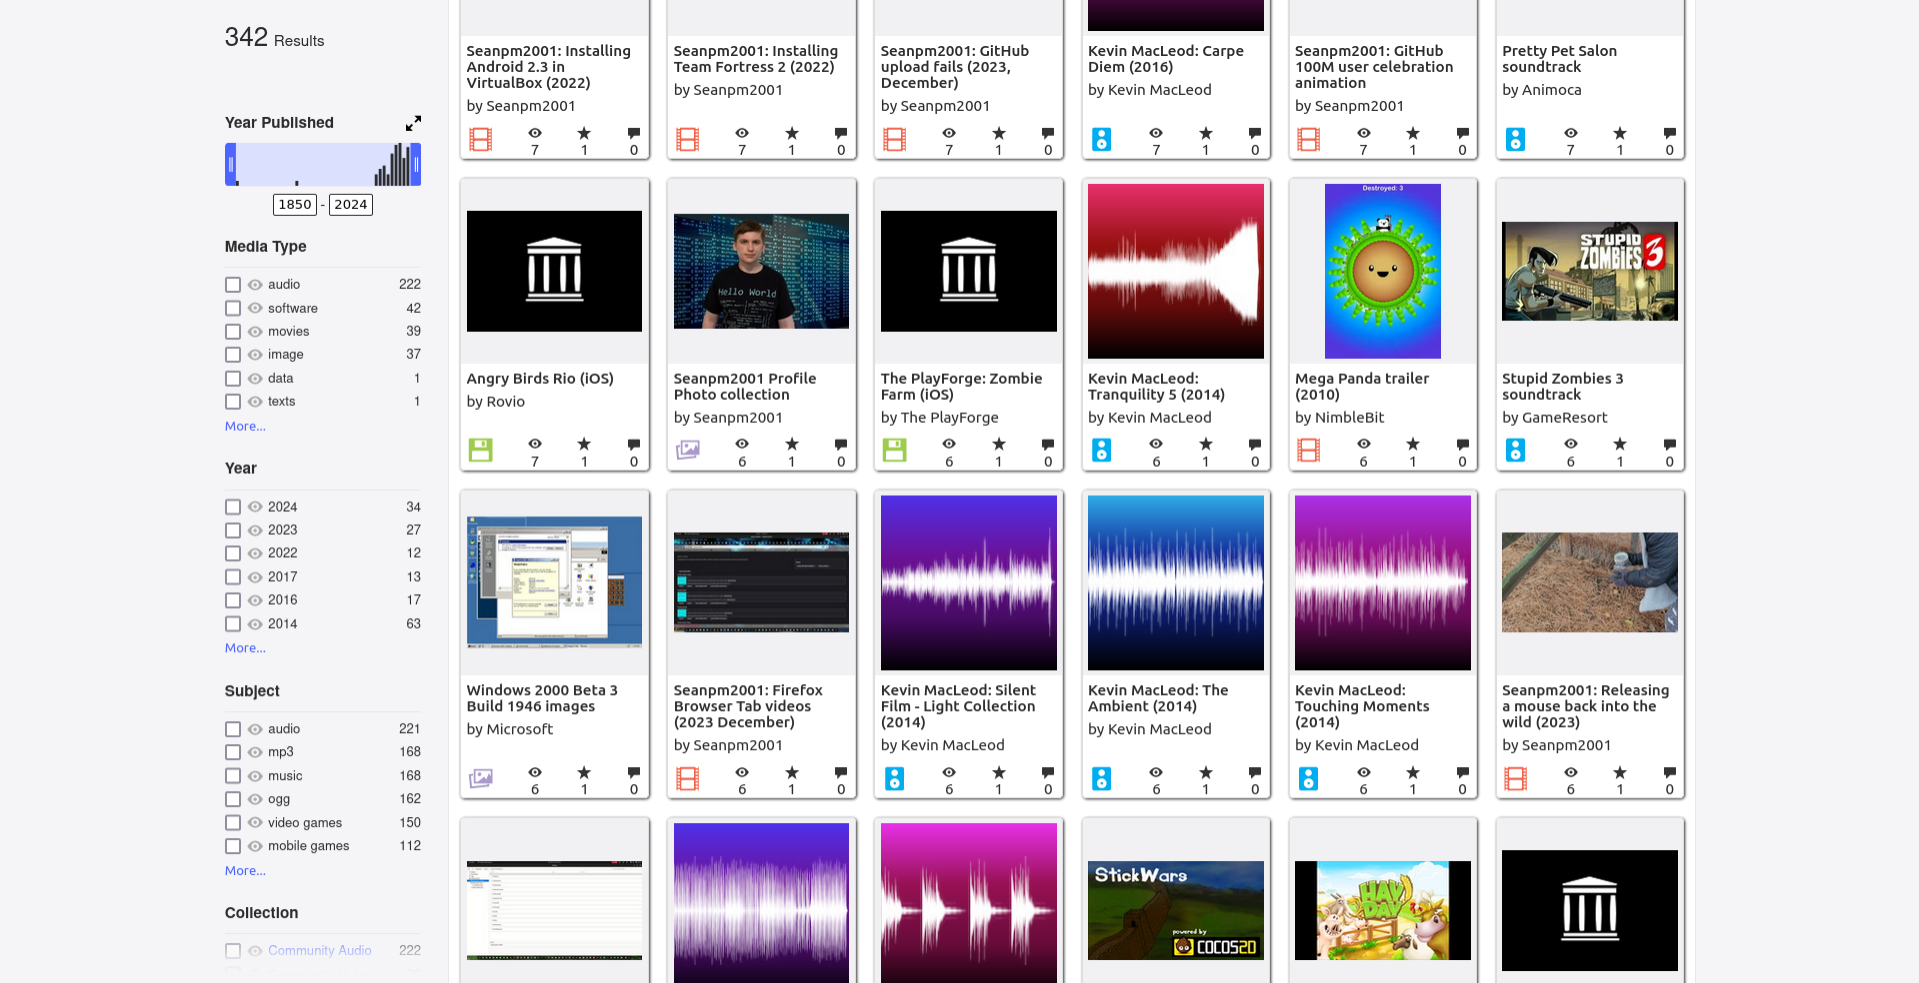 342 Results
Year Published
1850 - 2024
Media Type
audio 222
software 42
movies 39
image 37
data 1
texts 1
More...
Year
2024 34
2023 27
2022 12
2017 13
2016 17
2014 63
More...
Subject
audio 221
mp3 168
music 168
ogg 162
video games 150
mobile games 112
More...
Collection
Community Audio 222
Seanpm2001: Installing
Android 2.3 in
VirtualBox (2022)
by Seanpm2001
7 1 0
Seanpm2001: Installing
Team Fortress 2 (2022)
by Seanpm2001
7 1 0
Seanpm2001: GitHub
upload fails (2023,
December)
by Seanpm2001
7 1 0
Kevin MacLeod: Carpe
Diem (2016)
by Kevin MacLeod
7 1 0
Seanpm2001: GitHub
100M user celebration
animation
by Seanpm2001
7 1 0
Pretty Pet Salon
soundtrack
by Animoca
7 1 0
Angry Birds Rio (iOS)
by Rovio
7 1 0
Hello World
Seanpm2001 Profile
Photo collection
by Seanpm2001
6 1 0
The PlayForge: Zombie
Farm (iOS)
by The PlayForge
6 1 0
Kevin MacLeod:
Tranquility 5 (2014)
by Kevin MacLeod
6 1 0
Destroyed: 3
Mega Panda trailer
(2010)
by NimbleBit
6 1 0
STUPID
ZOMBIES 3
Stupid Zombies 3
soundtrack
by GameResort
6 1 0
Windows 2000 Beta 3
Build 1946 images
by Microsoft
6 1 0
Seanpm2001: Firefox
Browser Tab videos
(2023 December)
by Seanpm2001
6 1 0
Kevin MacLeod: Silent
Film - Light Collection
(2014)
by Kevin MacLeod
6 1 0
Kevin MacLeod: The
Ambient (2014)
by Kevin MacLeod
6 1 0
Kevin MacLeod:
Touching Moments
(2014)
by Kevin MacLeod
6 1 0
Seanpm2001: Releasing
a mouse back into the
wild (2023)
by Seanpm2001
6 1 0
StickWars
powered by
COCOS2D
HAY
DAY